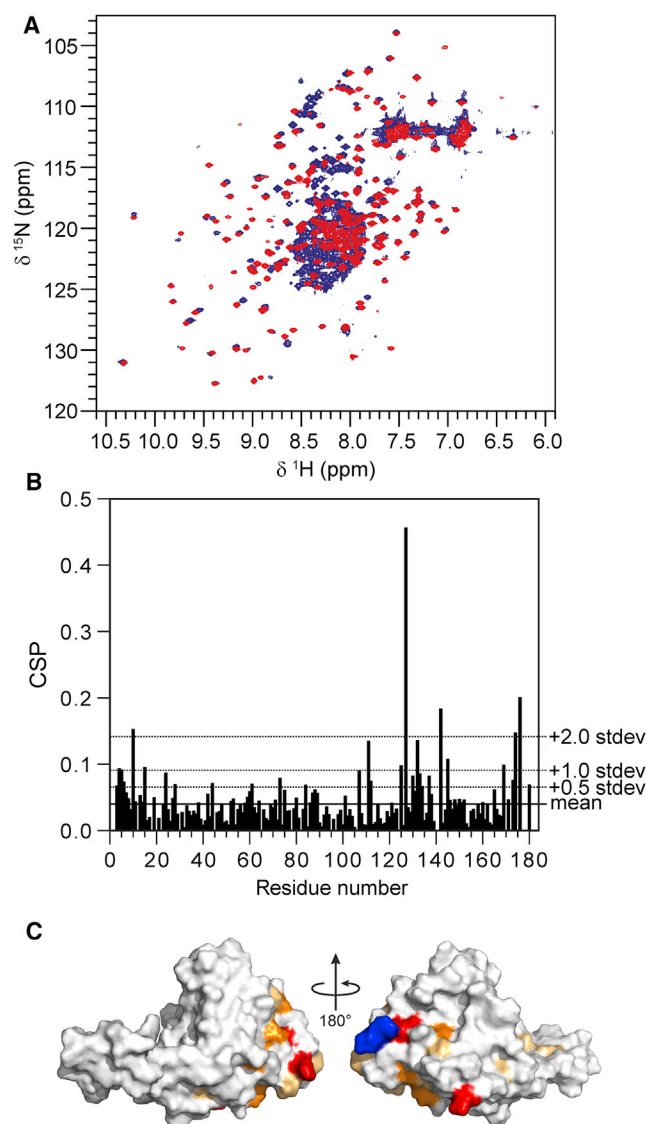 A
105
110
115
120
125
130
120
δ ¹⁵N (ppm)
10.5 10.0 9.5 9.0 8.5 8.0 7.5 7.0 6.5 6.0
δ ¹H (ppm)
B
0.5
0.4
0.3
0.2
0.1
0.0
CSP
+2.0 stdev
+1.0 stdev
+0.5 stdev
mean
0 20 40 60 80 100 120 140 160 180
Residue number
C
180°